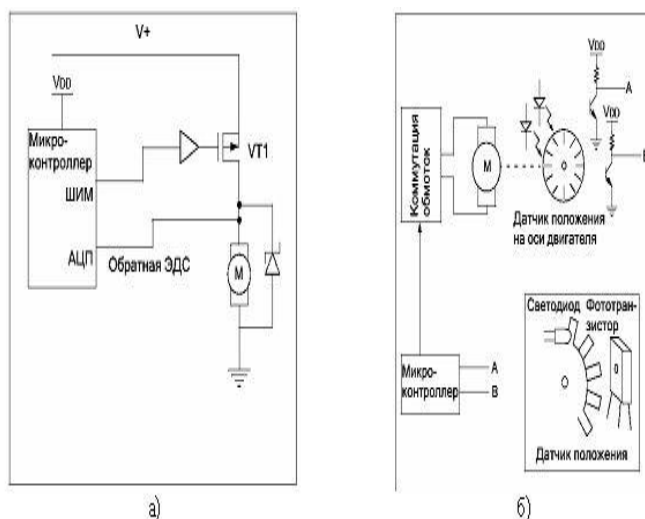 V+
VDD
Микро-
контроллер
ШИМ
АЦП
VT1
Обратная ЭДС
М
а)
VDD
А
VDD
В
Коммутация
обмоток
М
Датчик положения
на оси двигателя
Микро-
контроллер
А
В
Светодиод Фототран-
зистор
Датчик положения
б)